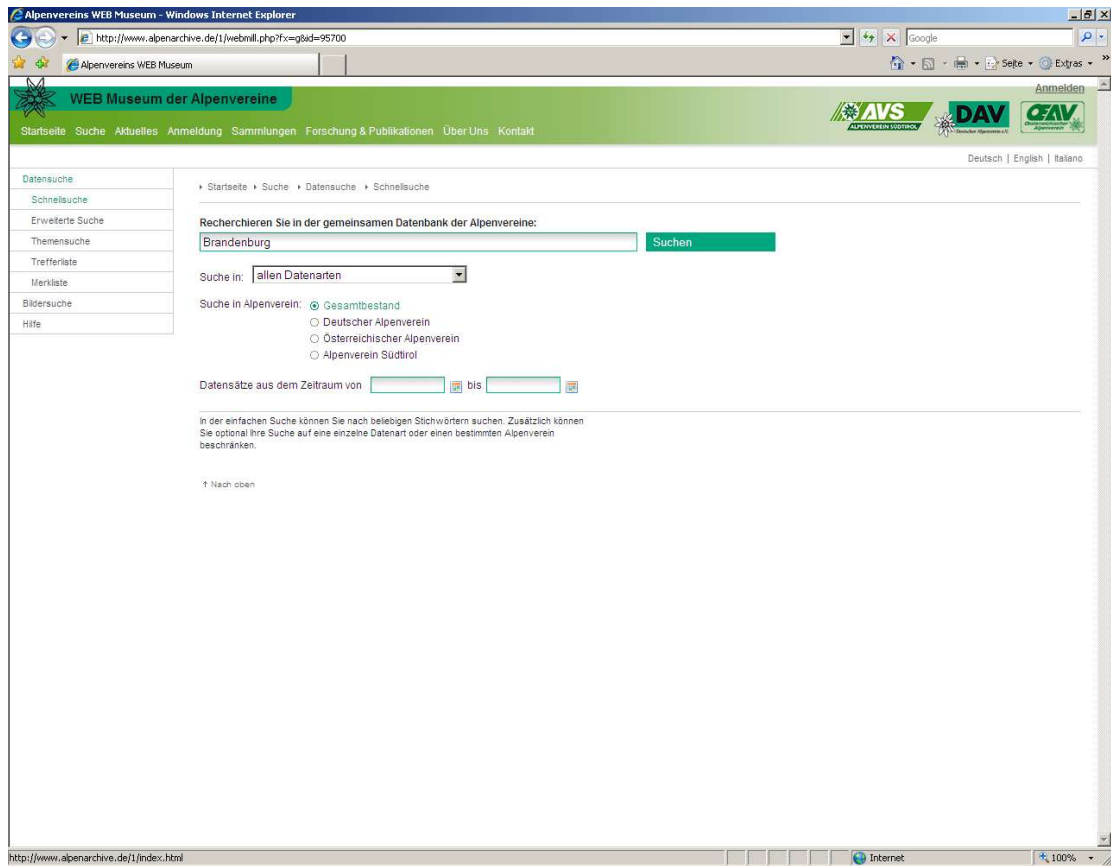 Alpenvereins WEB Museum - Windows Internet Explorer
http://www.alpenarchive.de/1/webmill.php?fx=g&id=95700
Google
Alpenvereins WEB Museum
Seite
Extras
Anmelden
WEB Museum der Alpenvereine
AVS
ALPENVEREIN SÜDTIROL
DAV
Deutscher Alpenverein e.V.
ŒAV
Oesterreichischer
Alpenverein
Startseite Suche Aktuelles Anmeldung Sammlungen Forschung & Publikationen Über Uns Kontakt
Deutsch | English | Italiano
Datensuche
Schnellsuche
Erweiterte Suche
Themensuche
Trefferliste
Merkliste
Bildersuche
Hilfe
Startseite Suche Datensuche Schnellsuche
Recherchieren Sie in der gemeinsamen Datenbank der Alpenvereine:
Brandenburg
Suchen
Suche in: allen Datenarten
Suche in Alpenverein: Gesamtbestand
Deutscher Alpenverein
Österreichischer Alpenverein
Alpenverein Südtirol
Datensätze aus dem Zeitraum von bis
In der einfachen Suche können Sie nach beliebigen Stichwörtern suchen. Zusätzlich können
Sie optional Ihre Suche auf eine einzelne Datenart oder einen bestimmten Alpenverein
beschränken.
↑ Nach oben
http://www.alpenarchive.de/1/index.html
Internet
100%